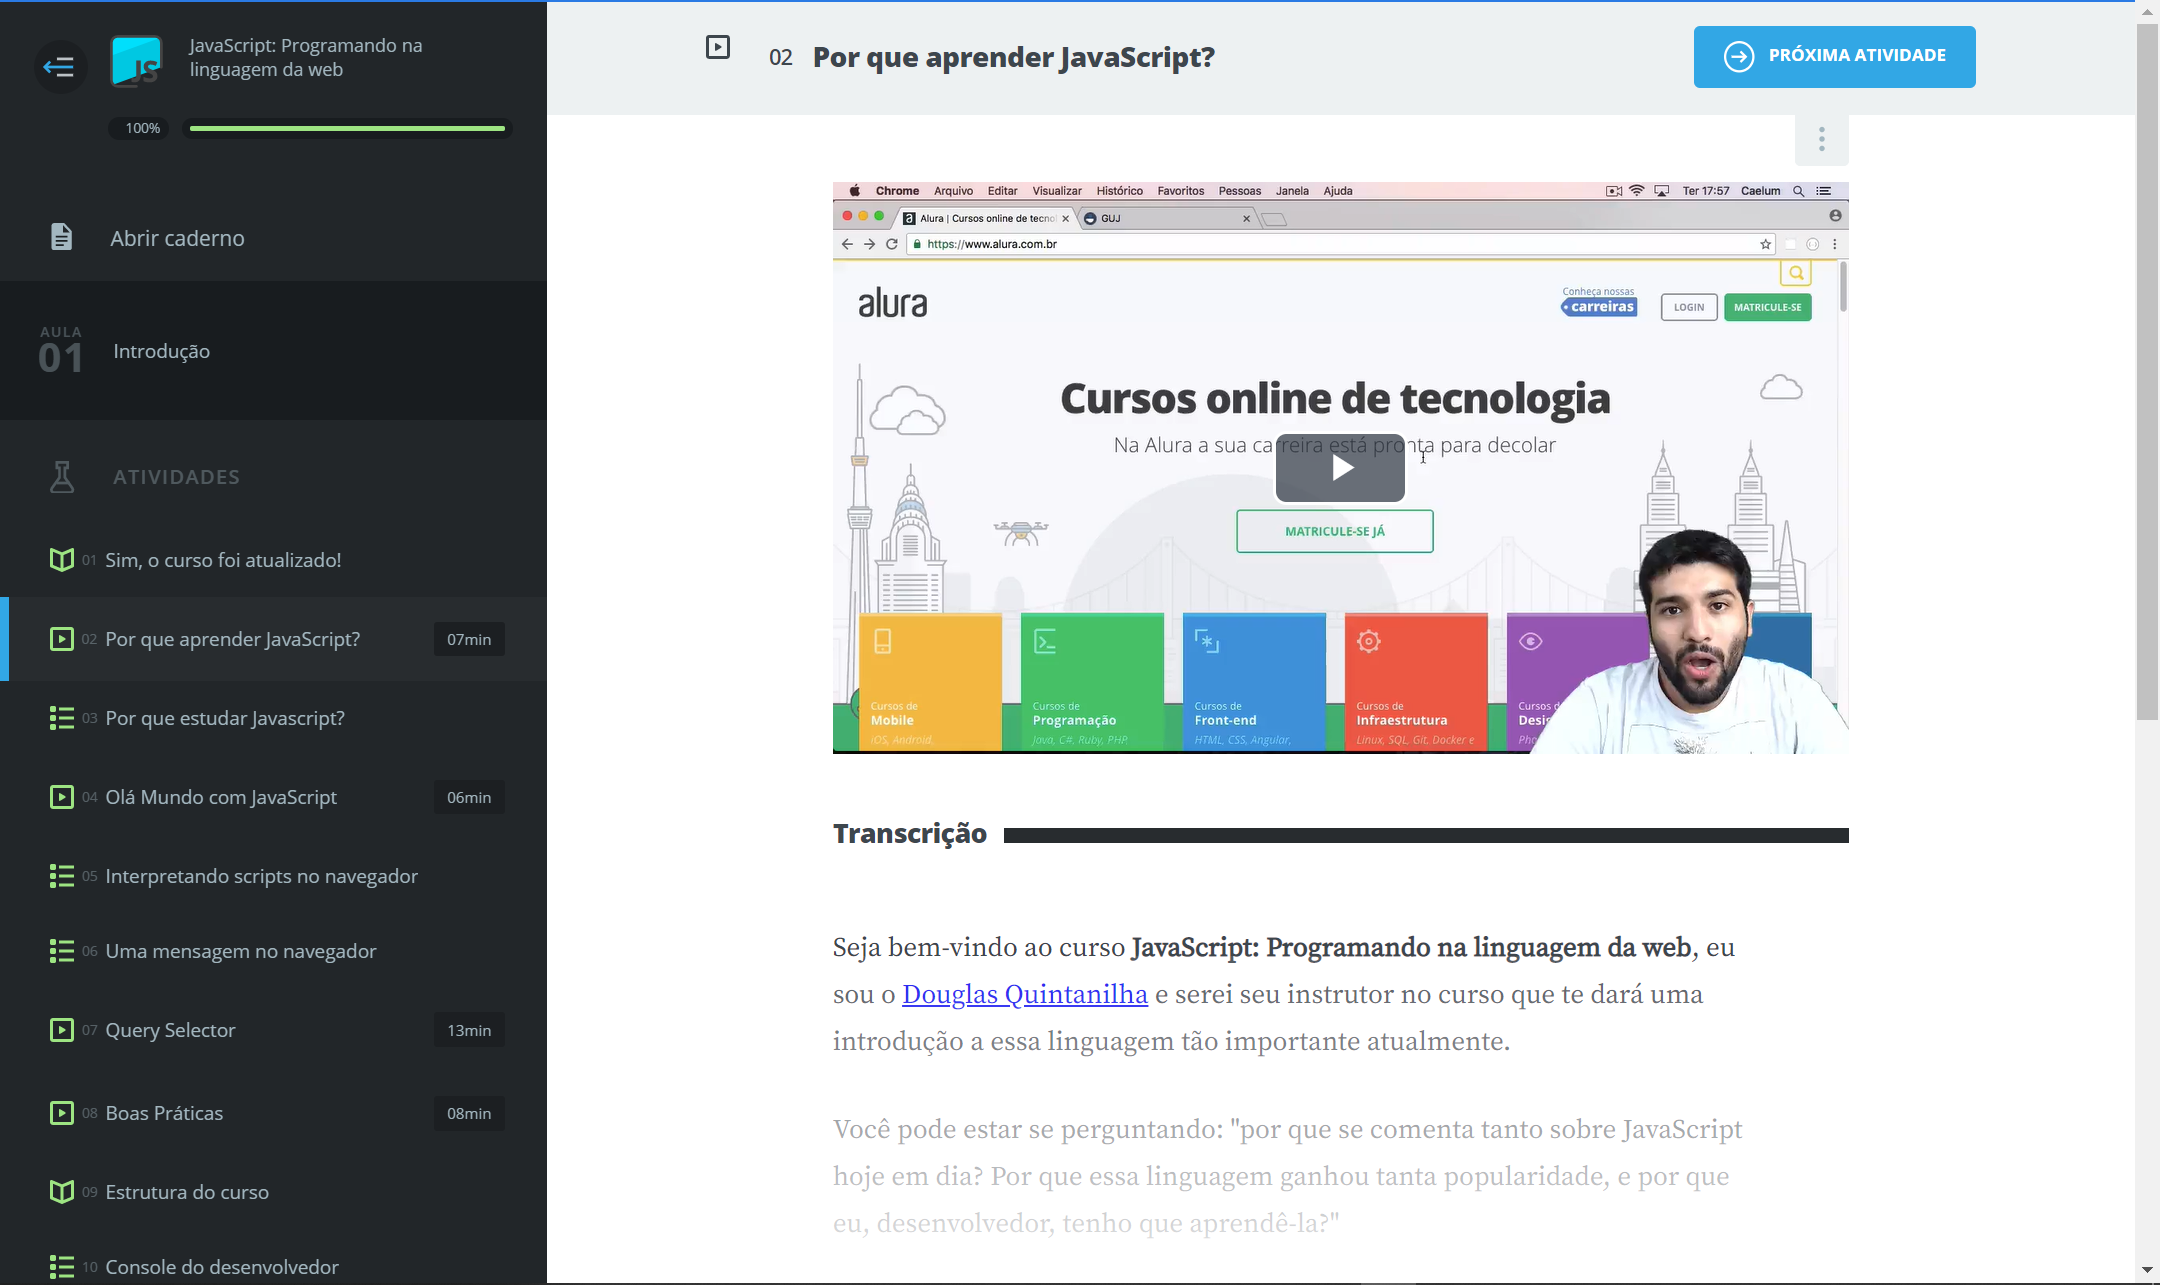 JavaScript: Programando na
linguagem da web
100%
Abrir caderno
AULA
01
Introdução
ATIVIDADES
01 Sim, o curso foi atualizado!
02 Por que aprender JavaScript? 07min
03 Por que estudar Javascript?
04 Olá Mundo com JavaScript 06min
05 Interpretando scripts no navegador
06 Uma mensagem no navegador
07 Query Selector 13min
08 Boas Práticas 08min
09 Estrutura do curso
10 Console do desenvolvedor
02 Por que aprender JavaScript?
PRÓXIMA ATIVIDADE
Chrome Arquivo Editar Visualizar Histórico Favoritos Pessoas Janela Ajuda Ter 17:57 Caelum
Alura | Cursos online de tecnol GUJ
https://www.alura.com.br
alura
Conheça nossas
carreiras
LOGIN
MATRICULE-SE
Cursos online de tecnologia
Na Alura a sua carreira está pronta para decolar
MATRICULE-SE JÁ
Cursos de
Mobile
iOS, Android,
Cursos de
Programação
Java, C#, Ruby, PHP,
Cursos de
Front-end
HTML, CSS, Angular,
Cursos de
Infraestrutura
Linux, SQL, Git, Docker e
Cursos d
Desig
Pho
Transcrição
Seja bem-vindo ao curso JavaScript: Programando na linguagem da web, eu
sou o Douglas Quintanilha e serei seu instrutor no curso que te dará uma
introdução a essa linguagem tão importante atualmente.
Você pode estar se perguntando: "por que se comenta tanto sobre JavaScript
hoje em dia? Por que essa linguagem ganhou tanta popularidade, e por que
eu, desenvolvedor, tenho que aprendê-la?"